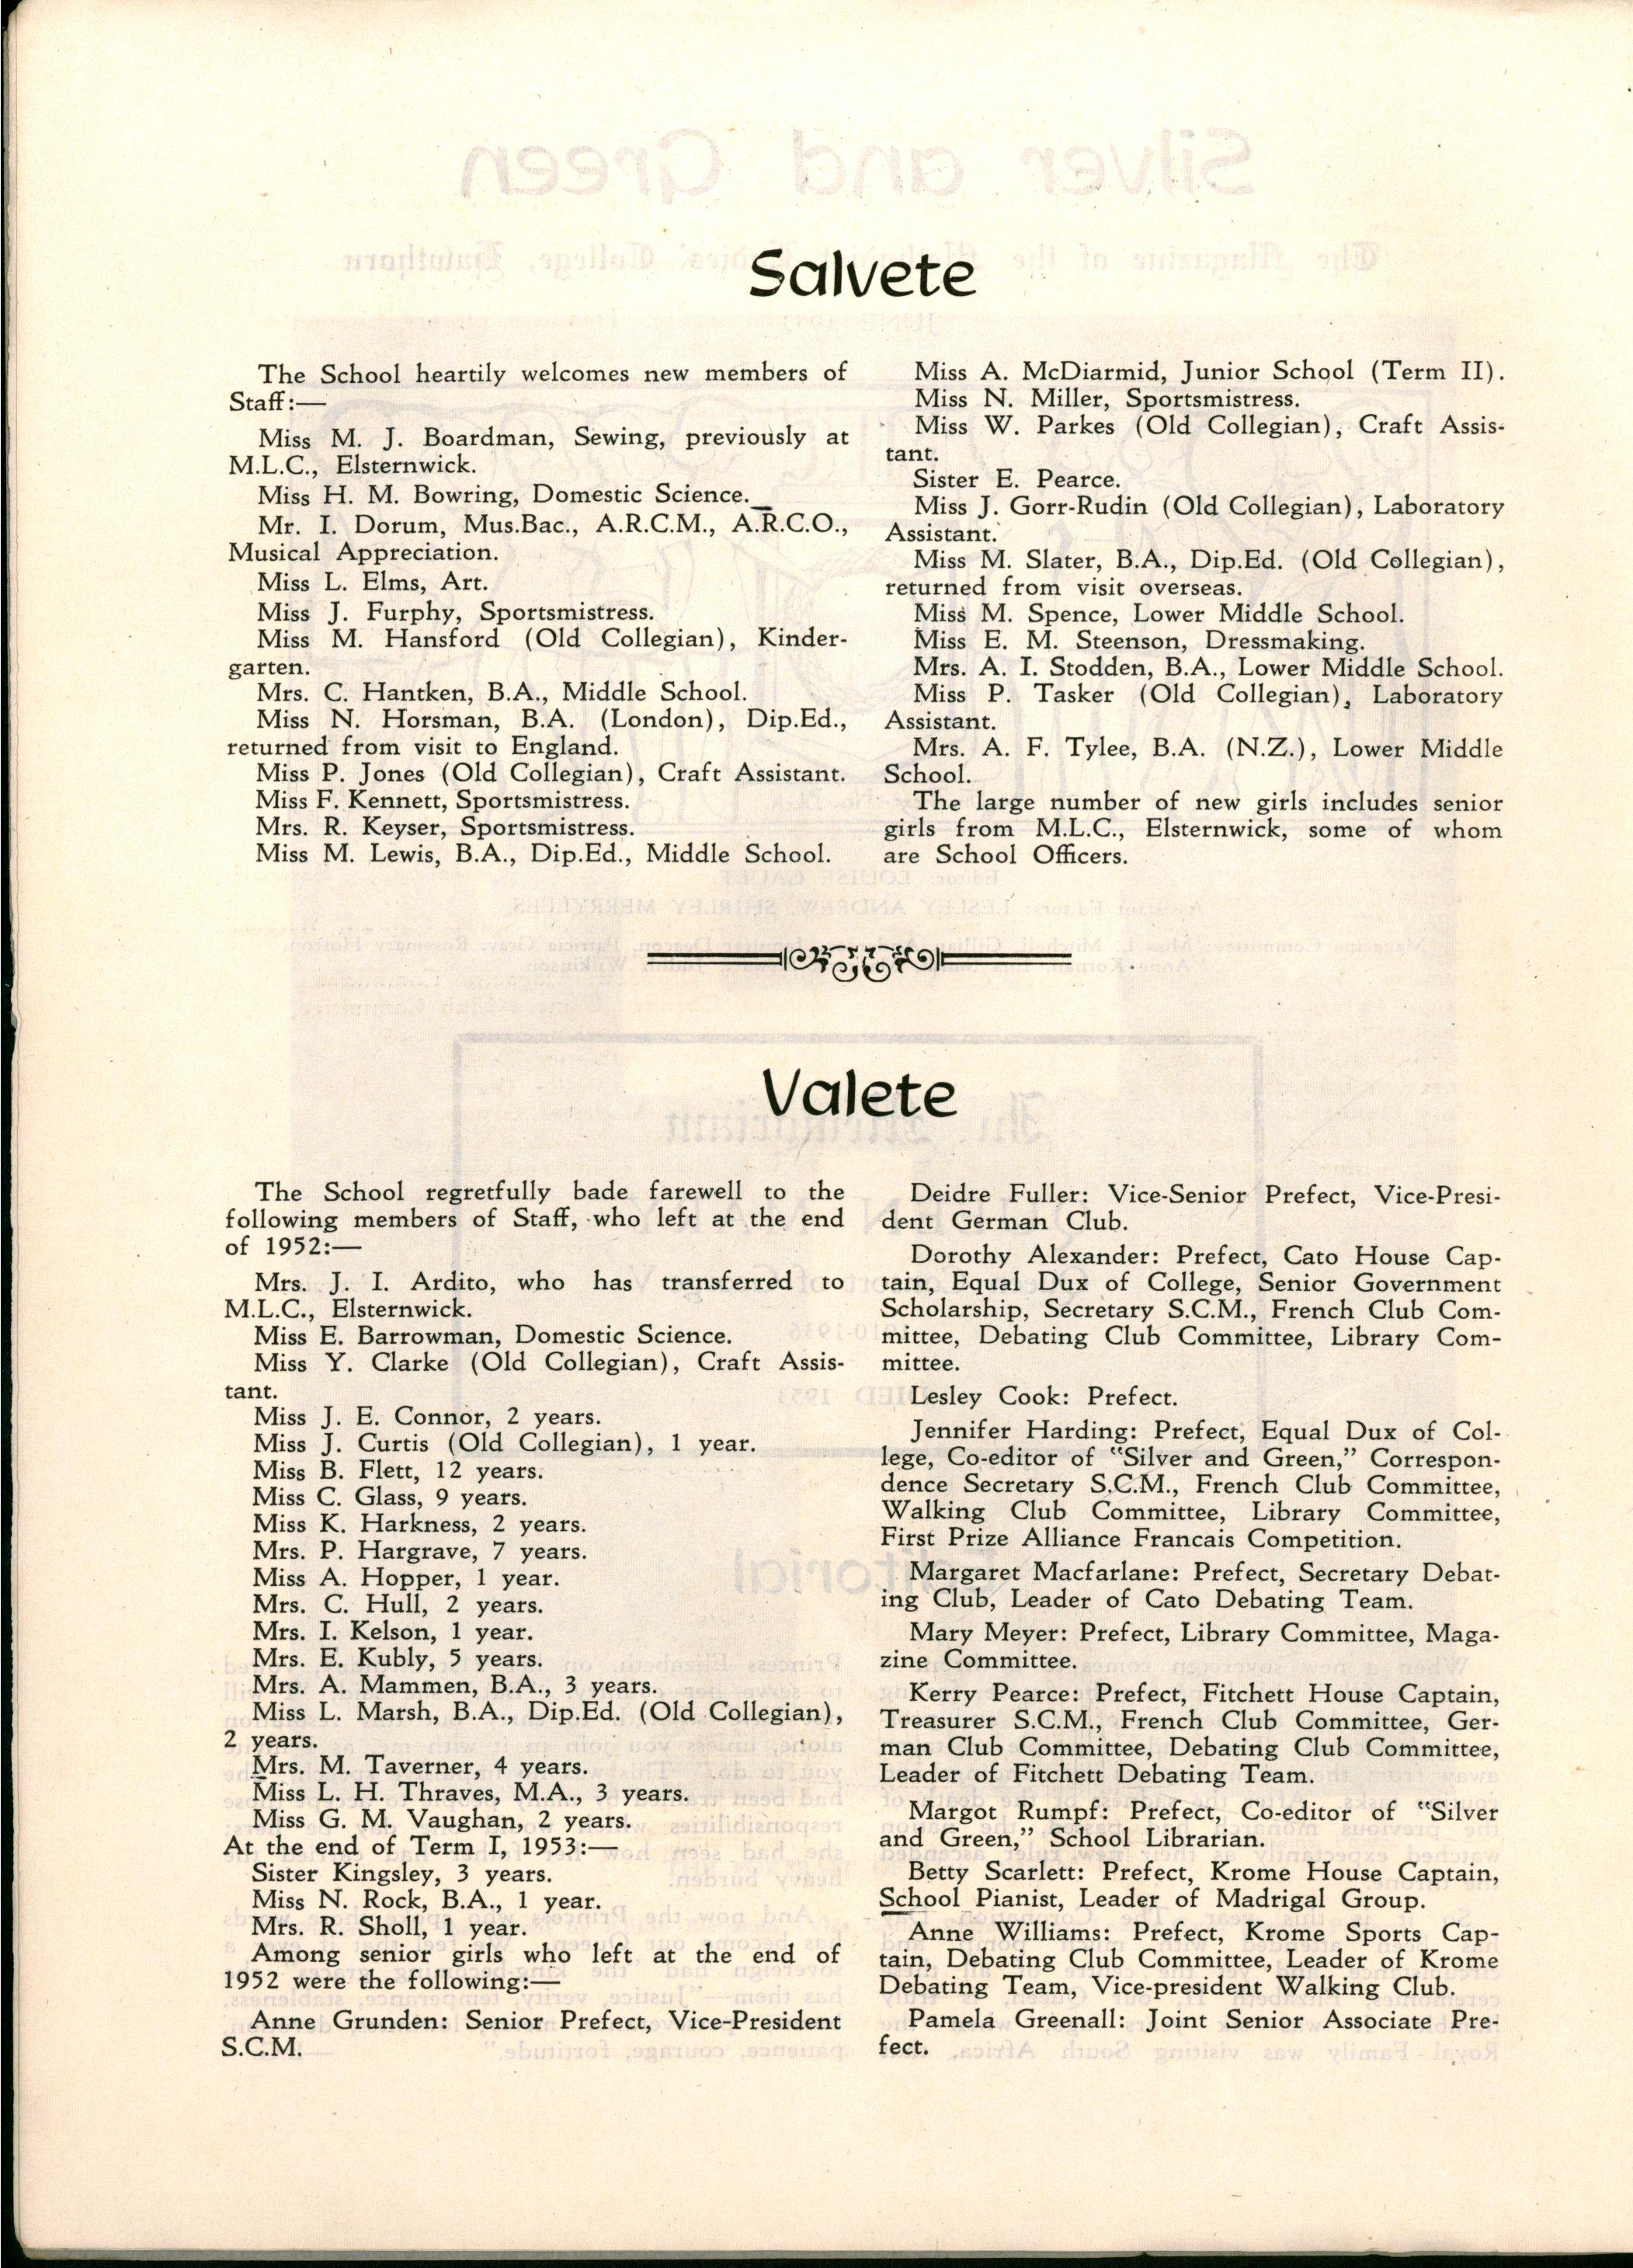 Salvete
The School heartily welcomes new members of
Staff:—
Miss M. J. Boardman, Sewing, previously at
M.L.C., Elsternwick.
Miss H. M. Bowring, Domestic Science.
Mr. I. Dorum, Mus.Bac., A.R.C.M., A.R.C.O.,
Musical Appreciation.
Miss L. Elms, Art.
Miss J. Furphy, Sportsmistress.
Miss M. Hansford (Old Collegian), Kinder-
garten.
Mrs. C. Hantken, B.A., Middle School.
Miss N. Horsman, B.A. (London), Dip.Ed.,
returned from visit to England.
Miss P. Jones (Old Collegian), Craft Assistant.
Miss F. Kennett, Sportsmistress.
Mrs. R. Keyser, Sportsmistress.
Miss M. Lewis, B.A., Dip.Ed., Middle School.
Miss A. McDiarmid, Junior School (Term II).
Miss N. Miller, Sportsmistress.
Miss W. Parkes (Old Collegian), Craft Assis-
tant.
Sister E. Pearce.
Miss J. Gorr-Rudin (Old Collegian), Laboratory
Assistant.
Miss M. Slater, B.A., Dip.Ed. (Old Collegian),
returned from visit overseas.
Miss M. Spence, Lower Middle School.
Miss E. M. Steenson, Dressmaking.
Mrs. A. I. Stodden, B.A., Lower Middle School.
Miss P. Tasker (Old Collegian), Laboratory
Assistant.
Mrs. A. F. Tylee, B.A. (N.Z.), Lower Middle
School.
The large number of new girls includes senior
girls from M.L.C., Elsternwick, some of whom
are School Officers.
Valete
The School regretfully bade farewell to the
following members of Staff, who left at the end
of 1952:—
Mrs. J. I. Ardito, who has transferred to
M.L.C., Elsternwick.
Miss E. Barrowman, Domestic Science.
Miss Y. Clarke (Old Collegian), Craft Assis-
tant.
Miss J. E. Connor, 2 years.
Miss J. Curtis (Old Collegian), 1 year.
Miss B. Flett, 12 years.
Miss C. Glass, 9 years.
Miss K. Harkness, 2 years.
Mrs. P. Hargrave, 7 years.
Miss A. Hopper, 1 year.
Mrs. C. Hull, 2 years.
Mrs. I. Kelson, 1 year.
Mrs. E. Kubly, 5 years.
Mrs. A. Mammen, B.A., 3 years.
Miss L. Marsh, B.A., Dip.Ed. (Old Collegian),
2 years.
Mrs. M. Taverner, 4 years.
Miss L. H. Thraves, M.A., 3 years.
Miss G. M. Vaughan, 2 years.
At the end of Term I, 1953:—
Sister Kingsley, 3 years.
Miss N. Rock, B.A., 1 year.
Mrs. R. Sholl, 1 year.
Among senior girls who left at the end of
1952 were the following:—
Anne Grunden: Senior Prefect, Vice-President
S.C.M.
Deidre Fuller: Vice-Senior Prefect, Vice-Presi-
dent German Club.
Dorothy Alexander: Prefect, Cato House Cap-
tain, Equal Dux of College, Senior Government
Scholarship, Secretary S.C.M., French Club Com-
mittee, Debating Club Committee, Library Com-
mittee.
Lesley Cook: Prefect.
Jennifer Harding: Prefect, Equal Dux of Col-
lege, Co-editor of "Silver and Green," Correspon-
dence Secretary S.C.M., French Club Committee,
Walking Club Committee, Library Committee,
First Prize Alliance Francais Competition.
Margaret Macfarlane: Prefect, Secretary Debat-
ing Club, Leader of Cato Debating Team.
Mary Meyer: Prefect, Library Committee, Maga-
zine Committee.
Kerry Pearce: Prefect, Fitchett House Captain,
Treasurer S.C.M., French Club Committee, Ger-
man Club Committee, Debating Club Committee,
Leader of Fitchett Debating Team.
Margot Rumpf: Prefect, Co-editor of "Silver
and Green," School Librarian.
Betty Scarlett: Prefect, Krome House Captain,
School Pianist, Leader of Madrigal Group.
Anne Williams: Prefect, Krome Sports Cap-
tain, Debating Club Committee, Leader of Krome
Debating Team, Vice-president Walking Club.
Pamela Greenall: Joint Senior Associate Pre-
fect.